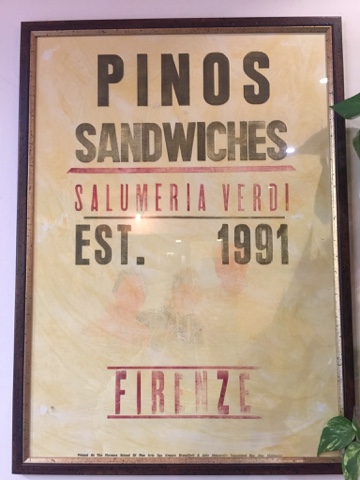 PINOS
SANDWICHES
SALUMERIA VERDI
EST. 1991
FIRENZE